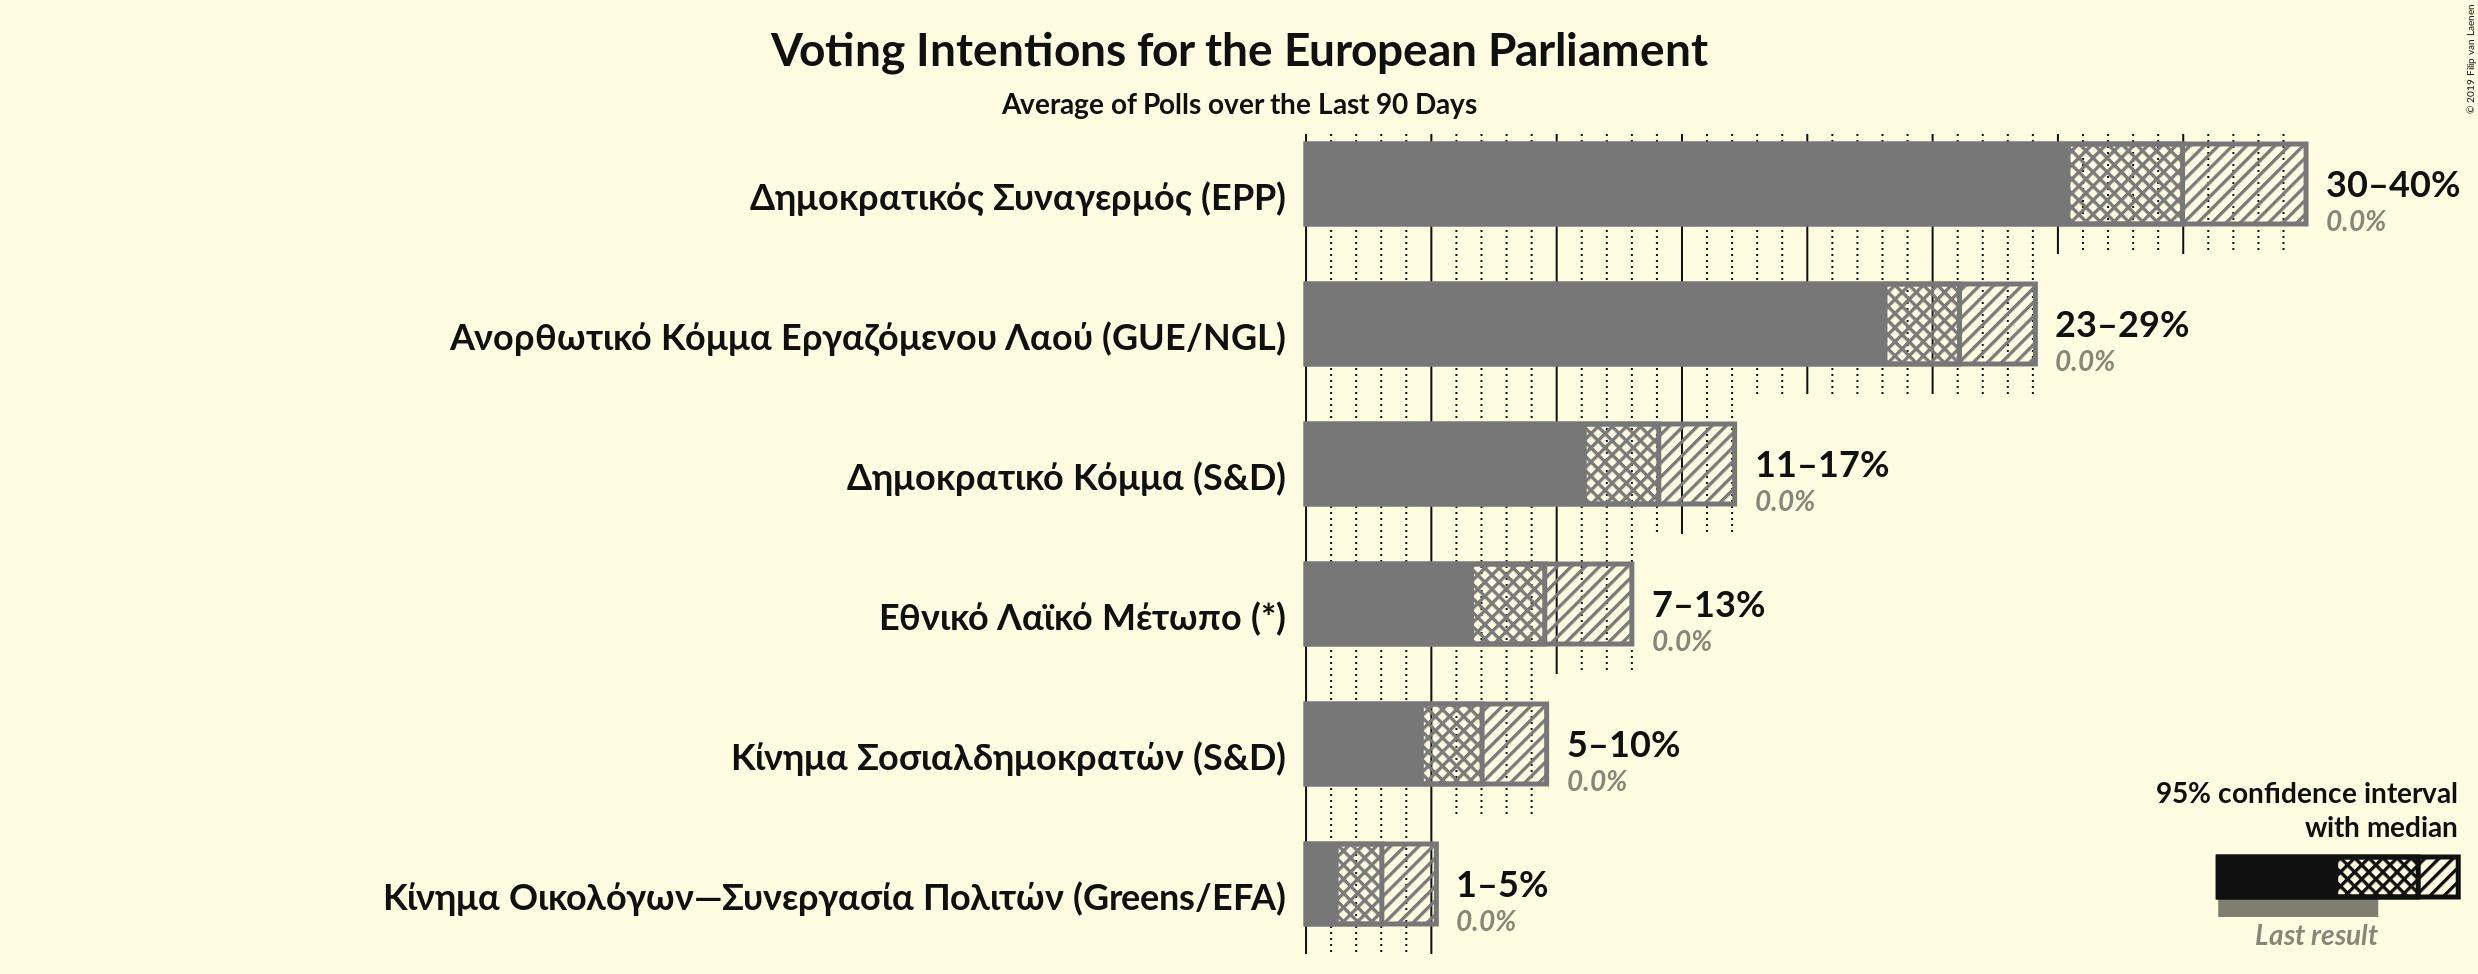 Voting Intentions for the European Parliament
Average of Polls over the Last 90 Days
© 2019 Filip van Laenen
Δημοκρατικός Συναγερμός (EPP)
30–40%
0.0%
Ανορθωτικό Κόμμα Εργαζόμενου Λαού (GUE/NGL)
23–29%
0.0%
Δημοκρατικό Κόμμα (S&D)
11–17%
0.0%
Εθνικό Λαϊκό Μέτωπο (*)
7–13%
0.0%
Κίνημα Σοσιαλδημοκρατών (S&D)
5–10%
0.0%
Κίνημα Οικολόγων—Συνεργασία Πολιτών (Greens/EFA)
1–5%
0.0%
95% confidence interval
with median
Last result